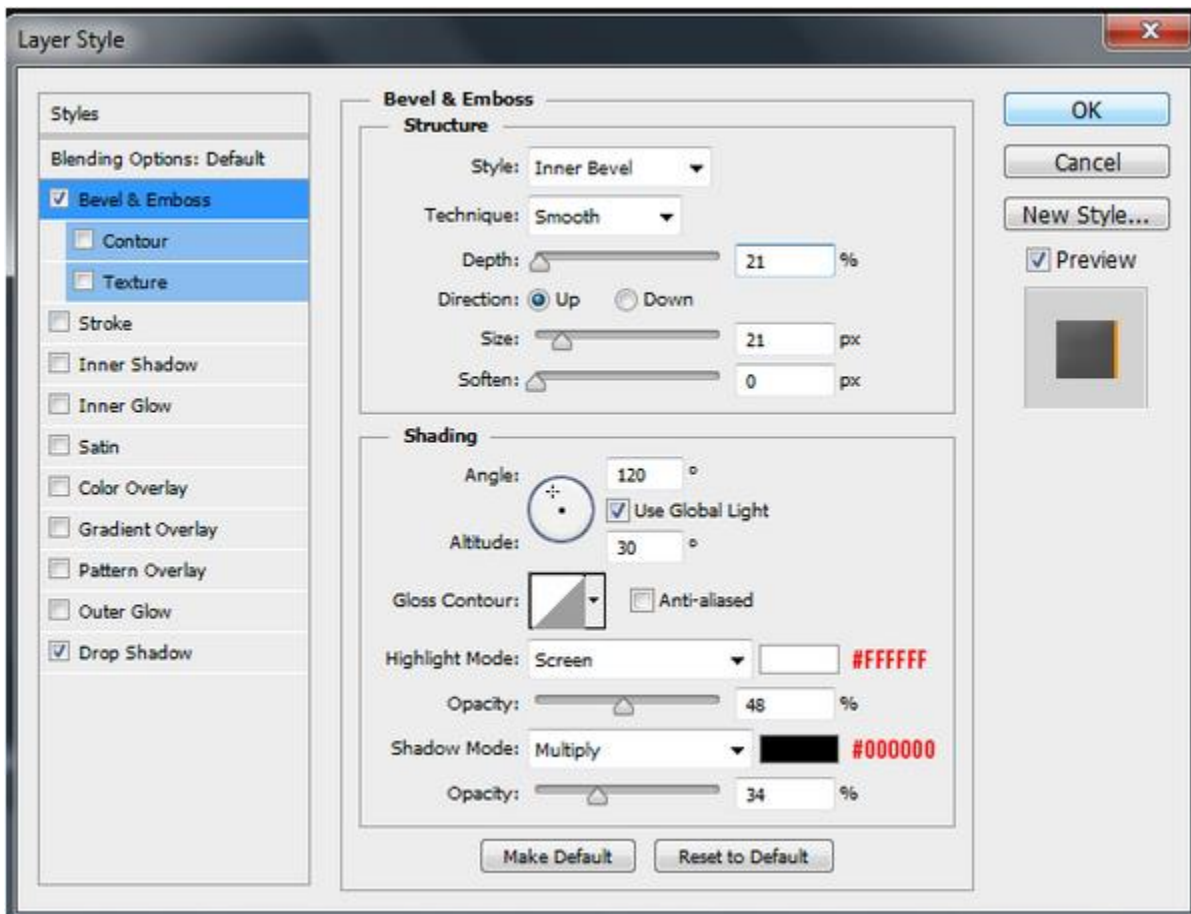 Layer Style
Styles
Blending Options: Default
Bevel & Emboss
Contour
Texture
Stroke
Inner Shadow
Inner Glow
Satin
Color Overlay
Gradient Overlay
Pattern Overlay
Outer Glow
Drop Shadow
Bevel & Emboss
Structure
Style: Inner Bevel
Technique: Smooth
Depth: 21 %
Direction: Up Down
Size: 21 px
Soften: 0 px
Shading
Angle: 120 °
Use Global Light
Altitude: 30 °
Gloss Contour: Anti-aliased
Highlight Mode: Screen #FFFFFF
Opacity: 48 %
Shadow Mode: Multiply #000000
Opacity: 34 %
Make Default Reset to Default
OK
Cancel
New Style...
Preview